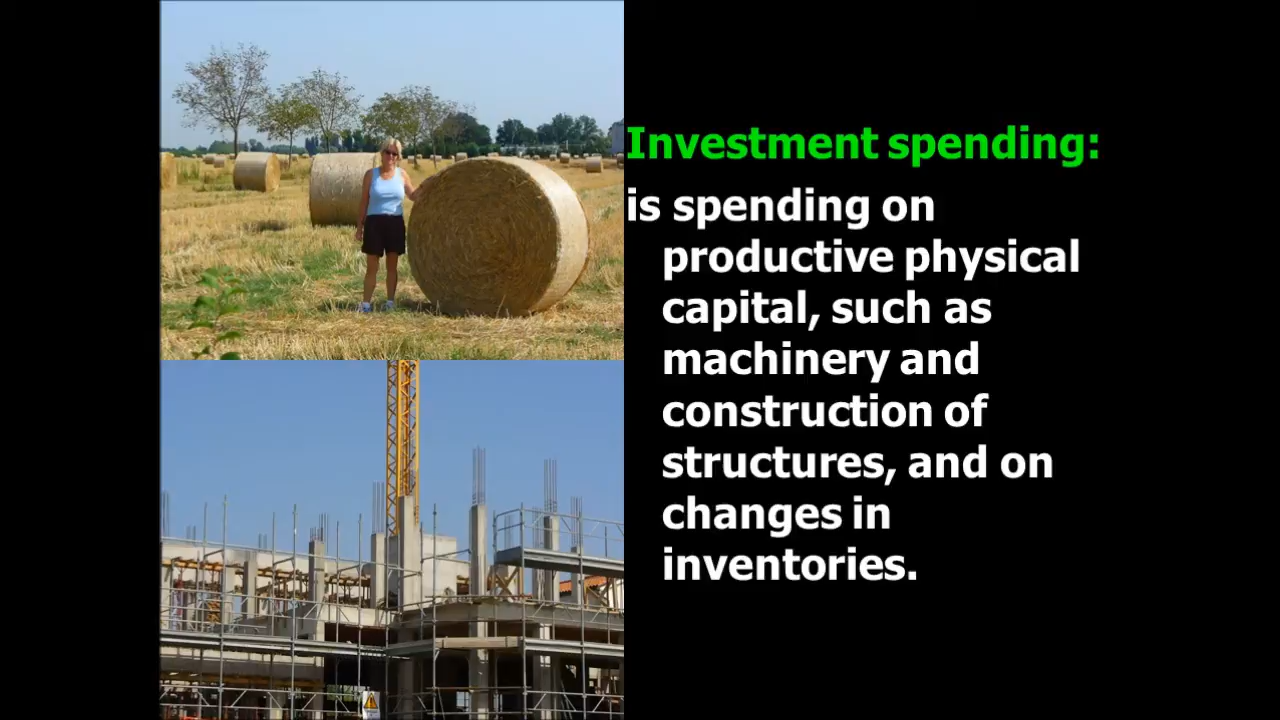 Investment spending:
is spending on
productive physical
capital, such as
machinery and
construction of
structures, and on
changes in
inventories.